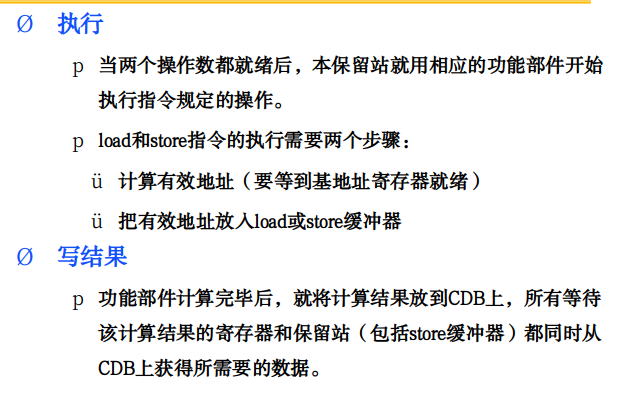 Ø 执行
p 当两个操作数都就绪后，本保留站就用相应的功能部件开始
执行指令规定的操作。
p load和store指令的执行需要两个步骤：
ü 计算有效地址（要等到基地址寄存器就绪）
ü 把有效地址放入load或store缓冲器
Ø 写结果
p 功能部件计算完毕后，就将计算结果放到CDB上，所有等待
该计算结果的寄存器和保留站（包括store缓冲器）都同时从
CDB上获得所需要的数据。